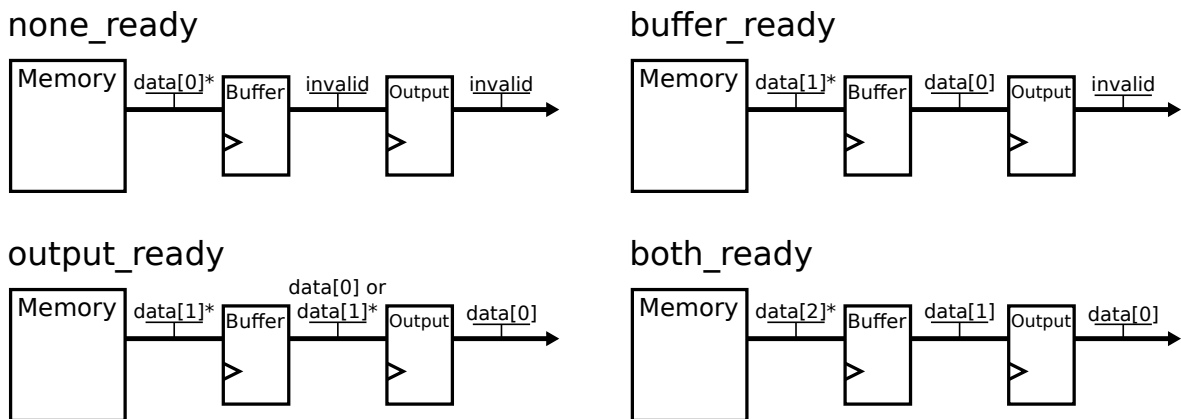 none_ready
Memory
data[0]*
Buffer
invalid
Output
invalid
buffer_ready
Memory
data[1]*
Buffer
data[0]
Output
invalid
output_ready
Memory
data[1]*
Buffer
data[0] or
data[1]*
Output
data[0]
both_ready
Memory
data[2]*
Buffer
data[1]
Output
data[0]